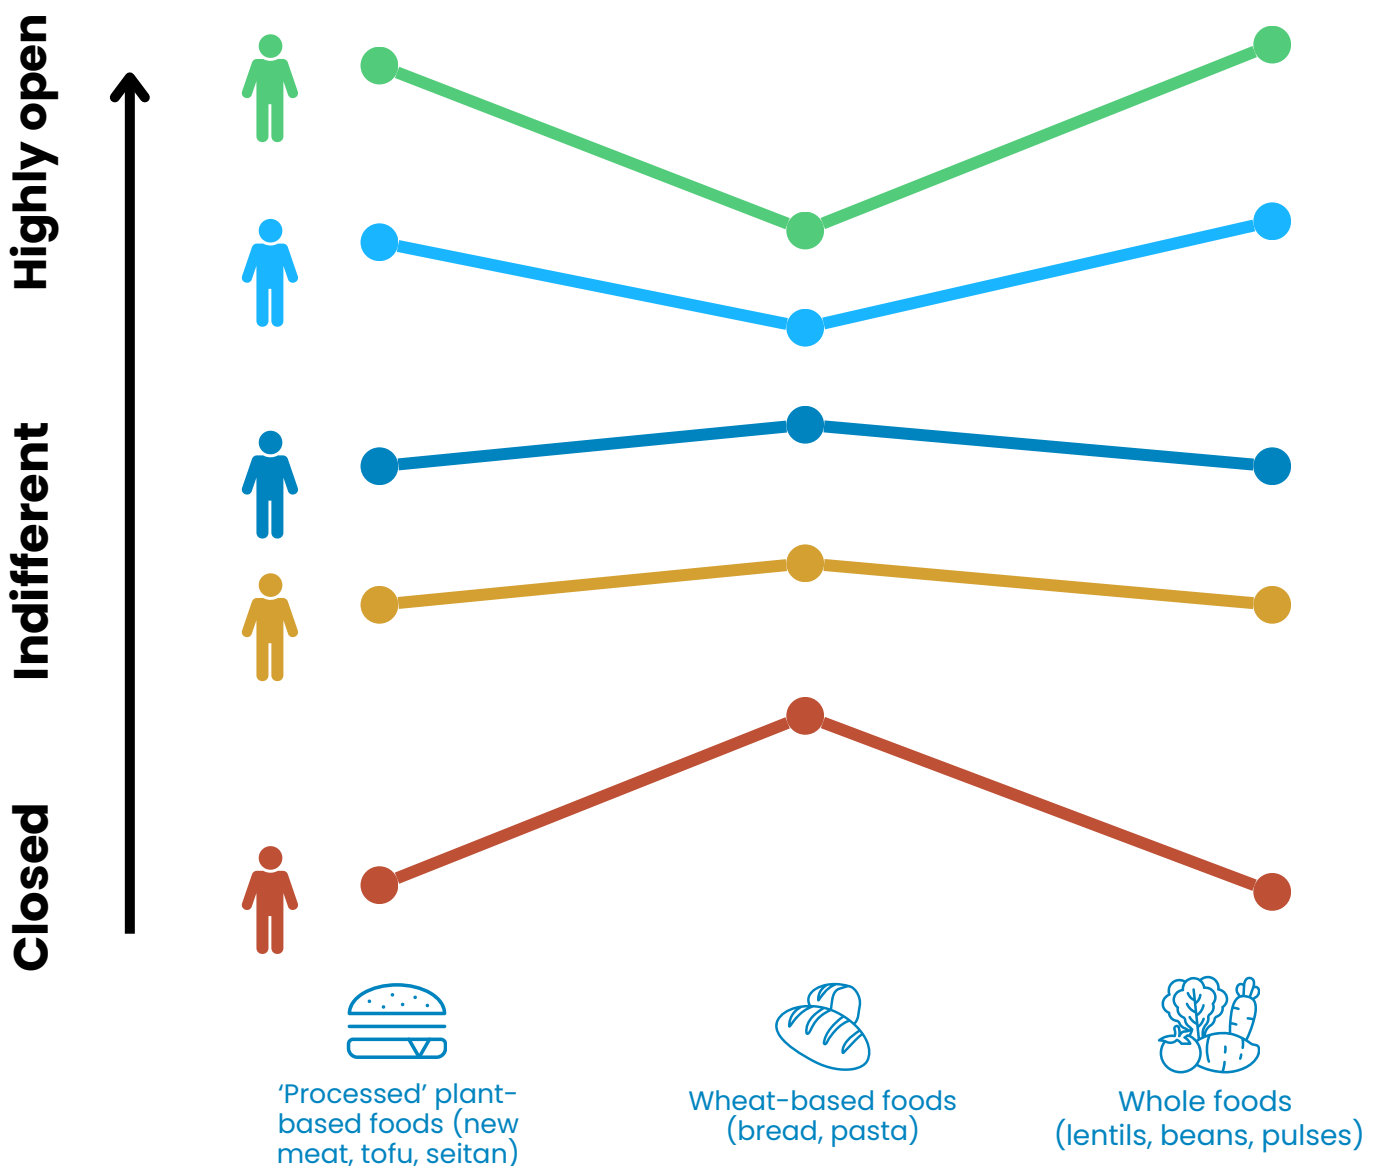 Highly open
Indifferent
Closed
‘Processed’ plant-
based foods (new
meat, tofu, seitan)
Wheat-based foods
(bread, pasta)
Whole foods
(lentils, beans, pulses)